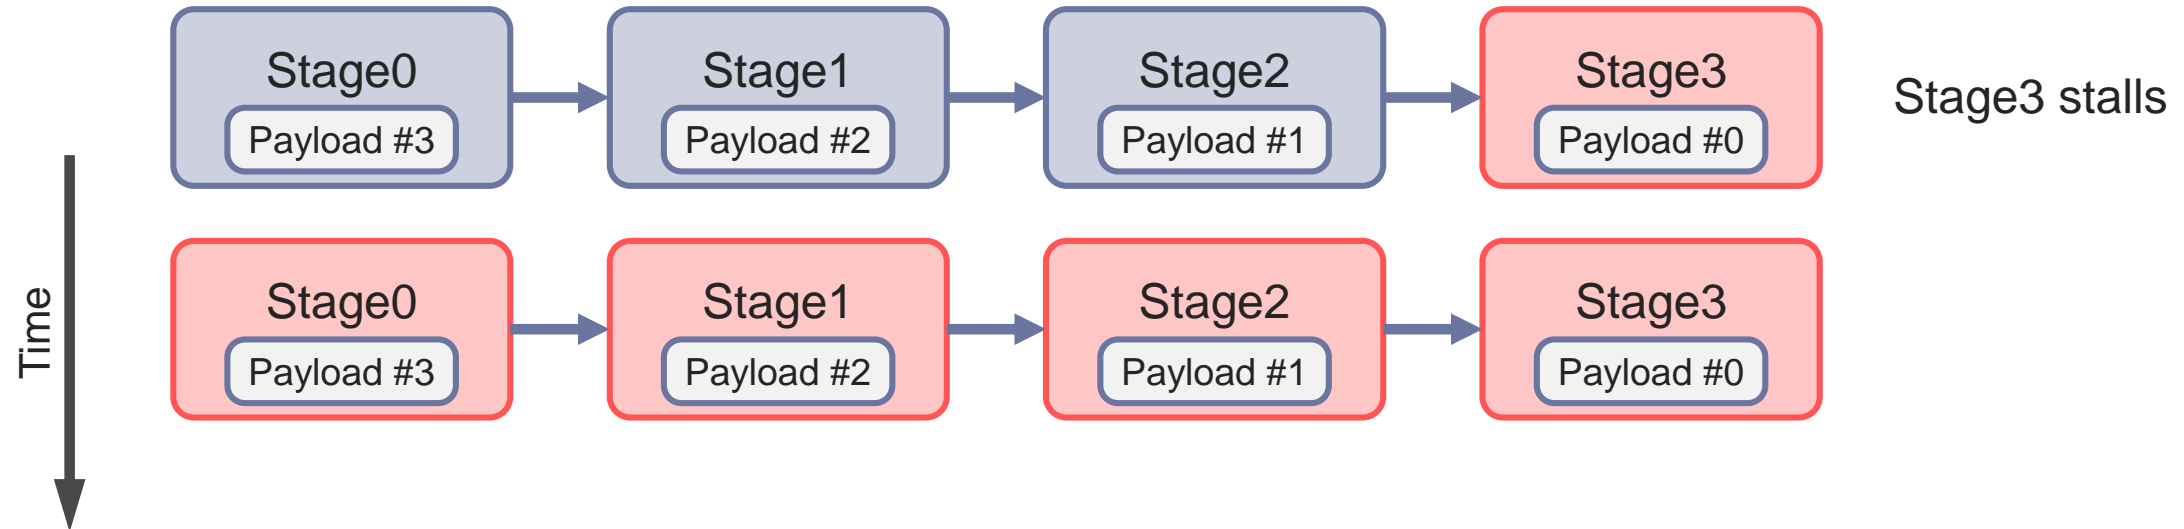 Stage0
Payload #3
Stage1
Payload #2
Stage2
Payload #1
Stage3
Payload #0
Stage3 stalls
Time
Stage0
Payload #3
Stage1
Payload #2
Stage2
Payload #1
Stage3
Payload #0